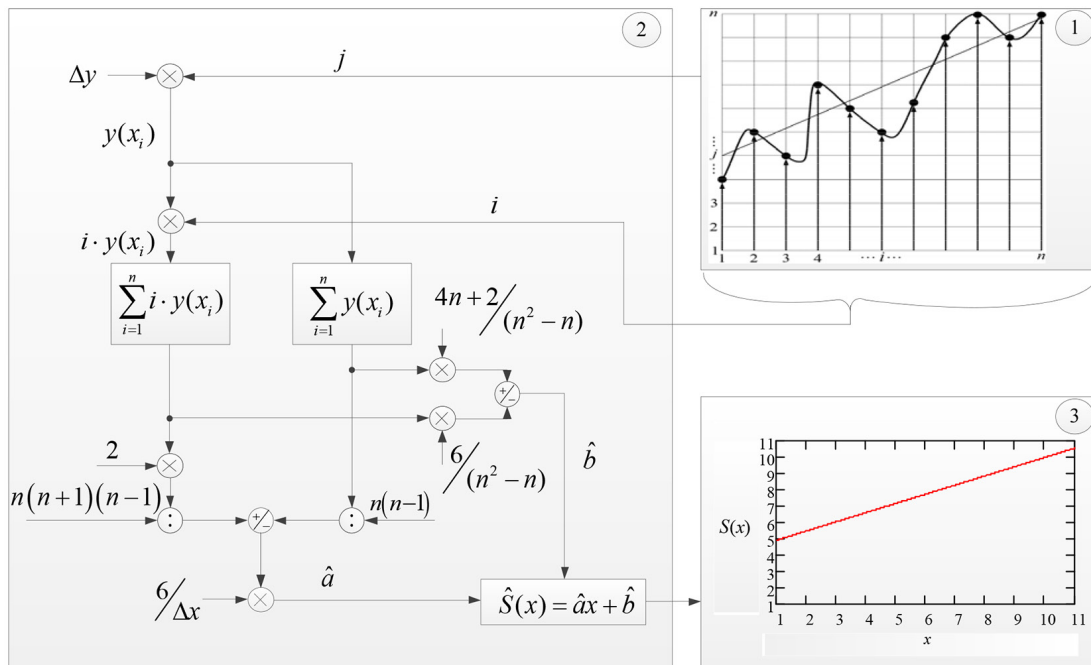 2
Δy
j
y(x_i)
i
i · y(x_i)
\sum_{i=1}^{n} i · y(x_i)
\sum_{i=1}^{n} y(x_i)
4n + 2/(n² − n)
+/−
6/(n² − n)
b̂
2
n(n+1)(n−1)
:
+/−
:
n(n−1)
6/Δx
â
Ŝ(x) = âx + b̂
1
n
... j ...
3
2
1
1 2 3 4 ... i ... n
3
11
10
9
8
7
6
5
4
3
2
1
S(x)
1 2 3 4 5 6 7 8 9 10 11
x